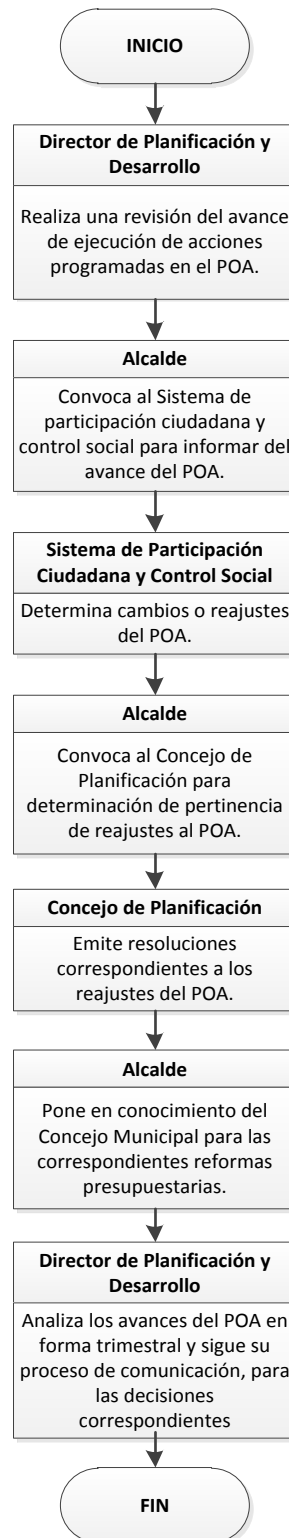 INICIO
Director de Planificación y
Desarrollo
Realiza una revisión del avance
de ejecución de acciones
programadas en el POA.
Alcalde
Convoca al Sistema de
participación ciudadana y
control social para informar del
avance del POA.
Sistema de Participación
Ciudadana y Control Social
Determina cambios o reajustes
del POA.
Alcalde
Convoca al Concejo de
Planificación para
determinación de pertinencia
de reajustes al POA.
Concejo de Planificación
Emite resoluciones
correspondientes a los
reajustes del POA.
Alcalde
Pone en conocimiento del
Concejo Municipal para las
correspondientes reformas
presupuestarias.
Director de Planificación y
Desarrollo
Analiza los avances del POA en
forma trimestral y sigue su
proceso de comunicación, para
las decisiones
correspondientes
FIN